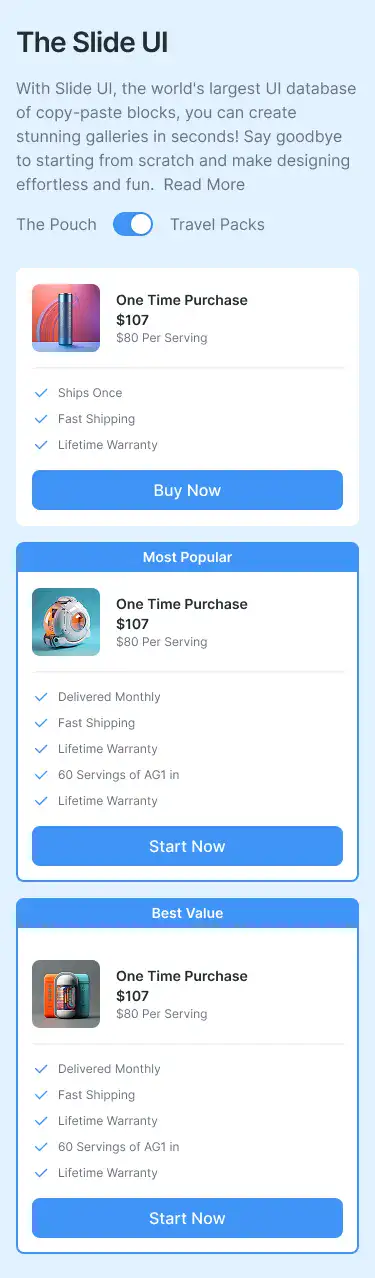 The Slide UI
With Slide UI, the world's largest UI database
of copy-paste blocks, you can create
stunning galleries in seconds! Say goodbye
to starting from scratch and make designing
effortless and fun.  Read More
The Pouch
Travel Packs
One Time Purchase
$107
$80 Per Serving
Ships Once
Fast Shipping
Lifetime Warranty
Buy Now
Most Popular
One Time Purchase
$107
$80 Per Serving
Delivered Monthly
Fast Shipping
Lifetime Warranty
60 Servings of AG1 in
Lifetime Warranty
Start Now
Best Value
One Time Purchase
$107
$80 Per Serving
Delivered Monthly
Fast Shipping
Lifetime Warranty
60 Servings of AG1 in
Lifetime Warranty
Start Now